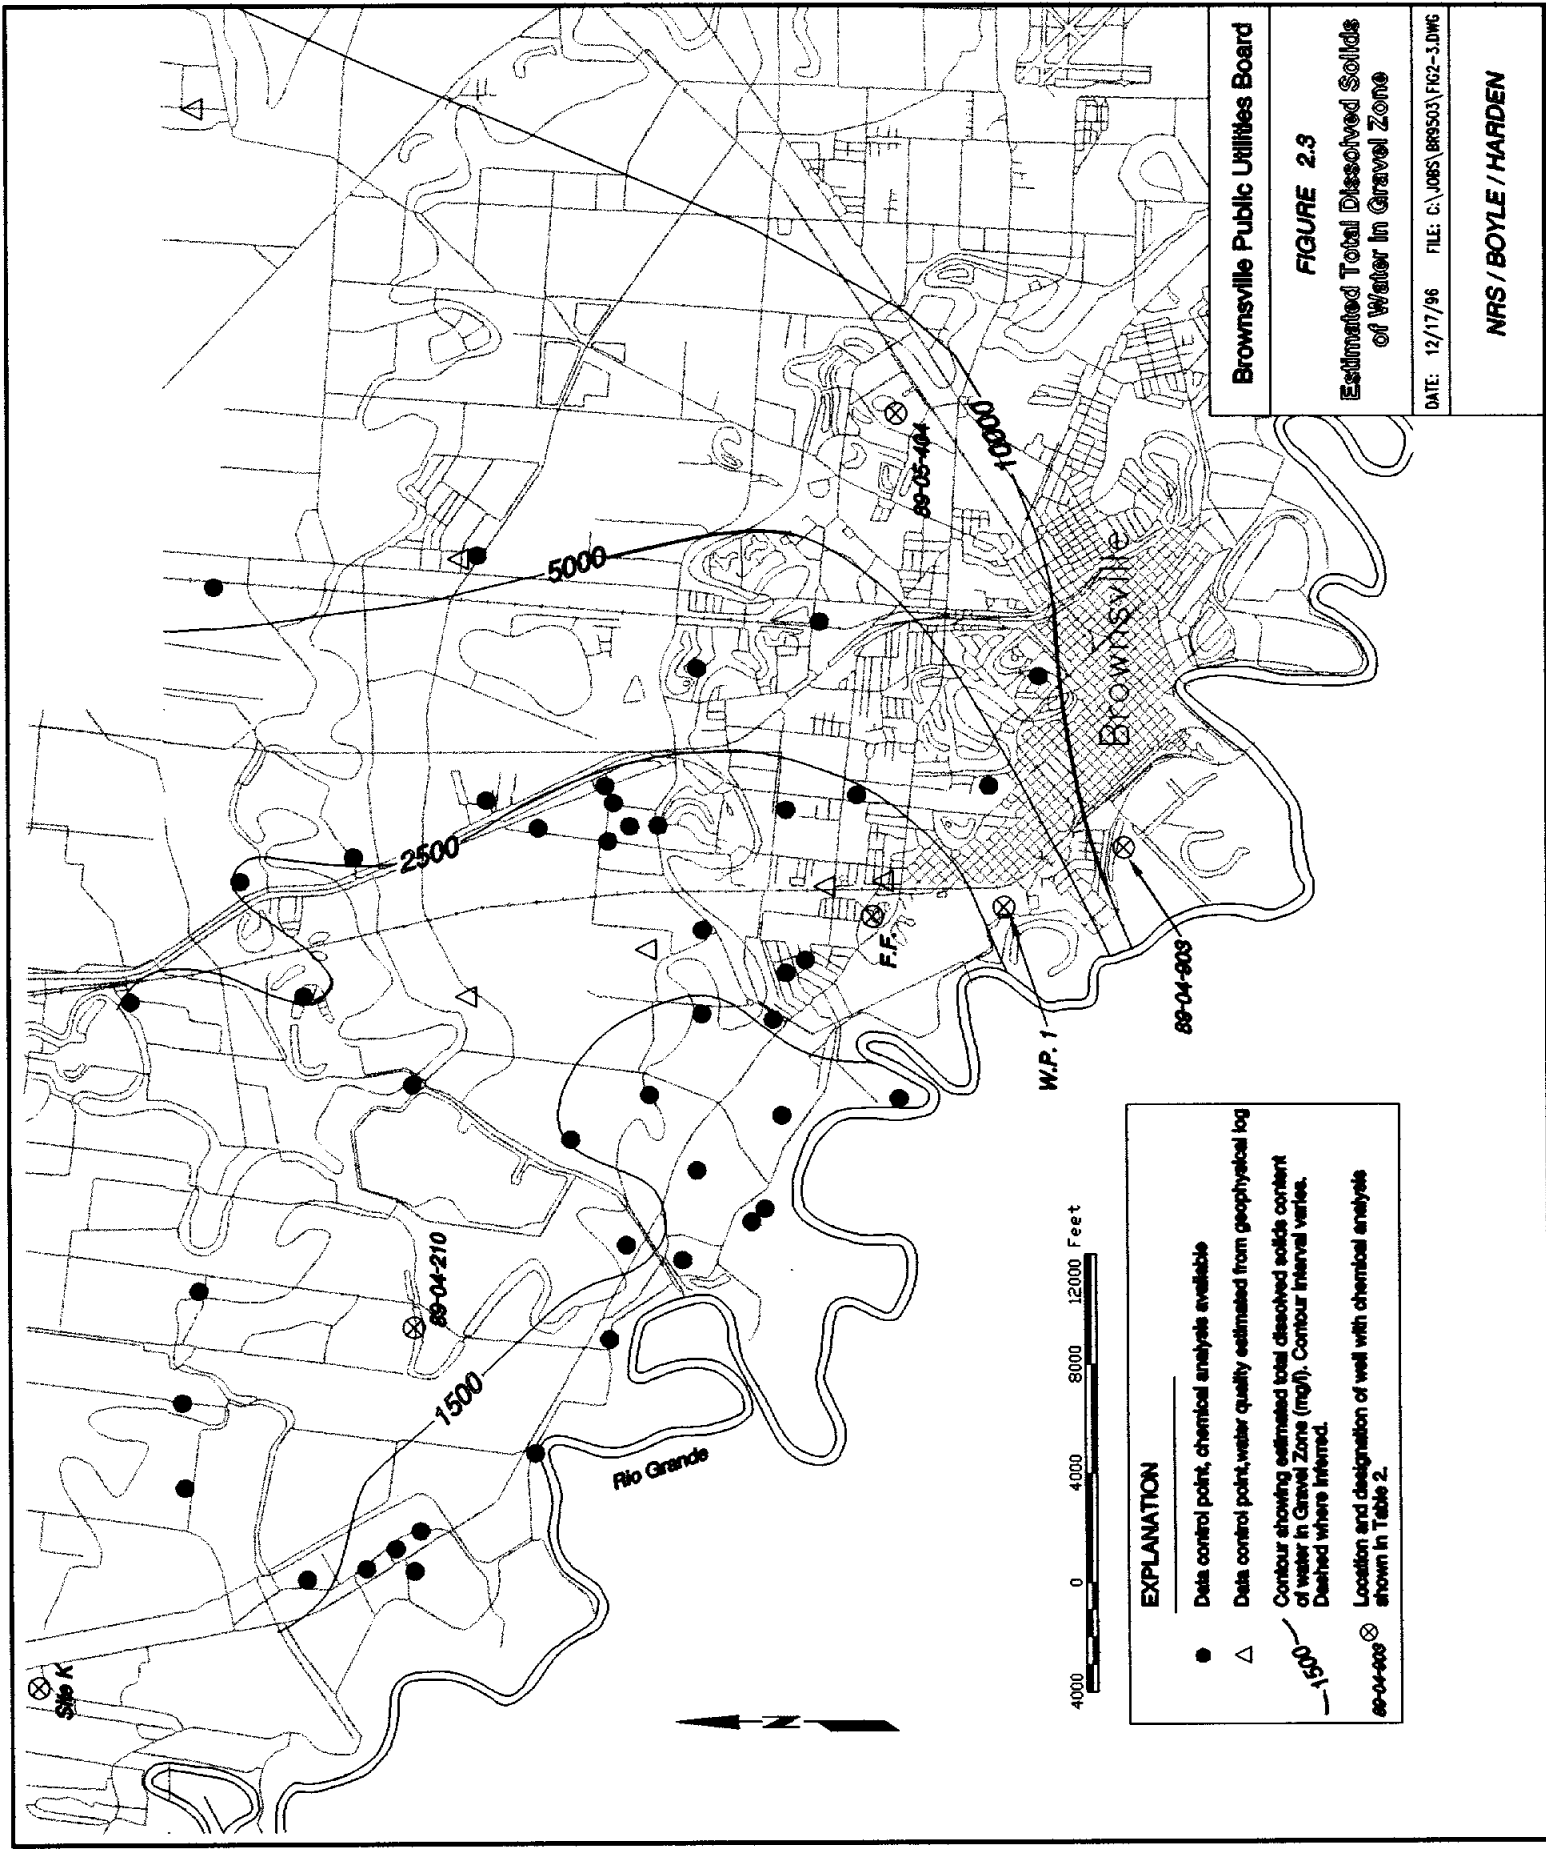 Brownsville Public Utilities Board
FIGURE 2.3
Estimated Total Dissolved Solids
of Water in Gravel Zone
DATE: 12/17/96 FILE: C:\JOBS\BR9503\FIG2-3.DWG
NRS / BOYLE / HARDEN
Site K
1500
89-04-210
2500
5000
10000
89-05-404
F.F.
W.P. 1
89-04-903
Brownsville
Rio Grande
N
4000 0 4000 8000 12000 Feet
EXPLANATION
Data control point, chemical analysis available
Data control point, water quality estimated from geophysical log
1500 Contour showing estimated total dissolved solids content
of water in Gravel Zone (mg/l). Contour interval varies.
Dashed where inferred.
89-04-903 Location and designation of well with chemical analysis
shown in Table 2.